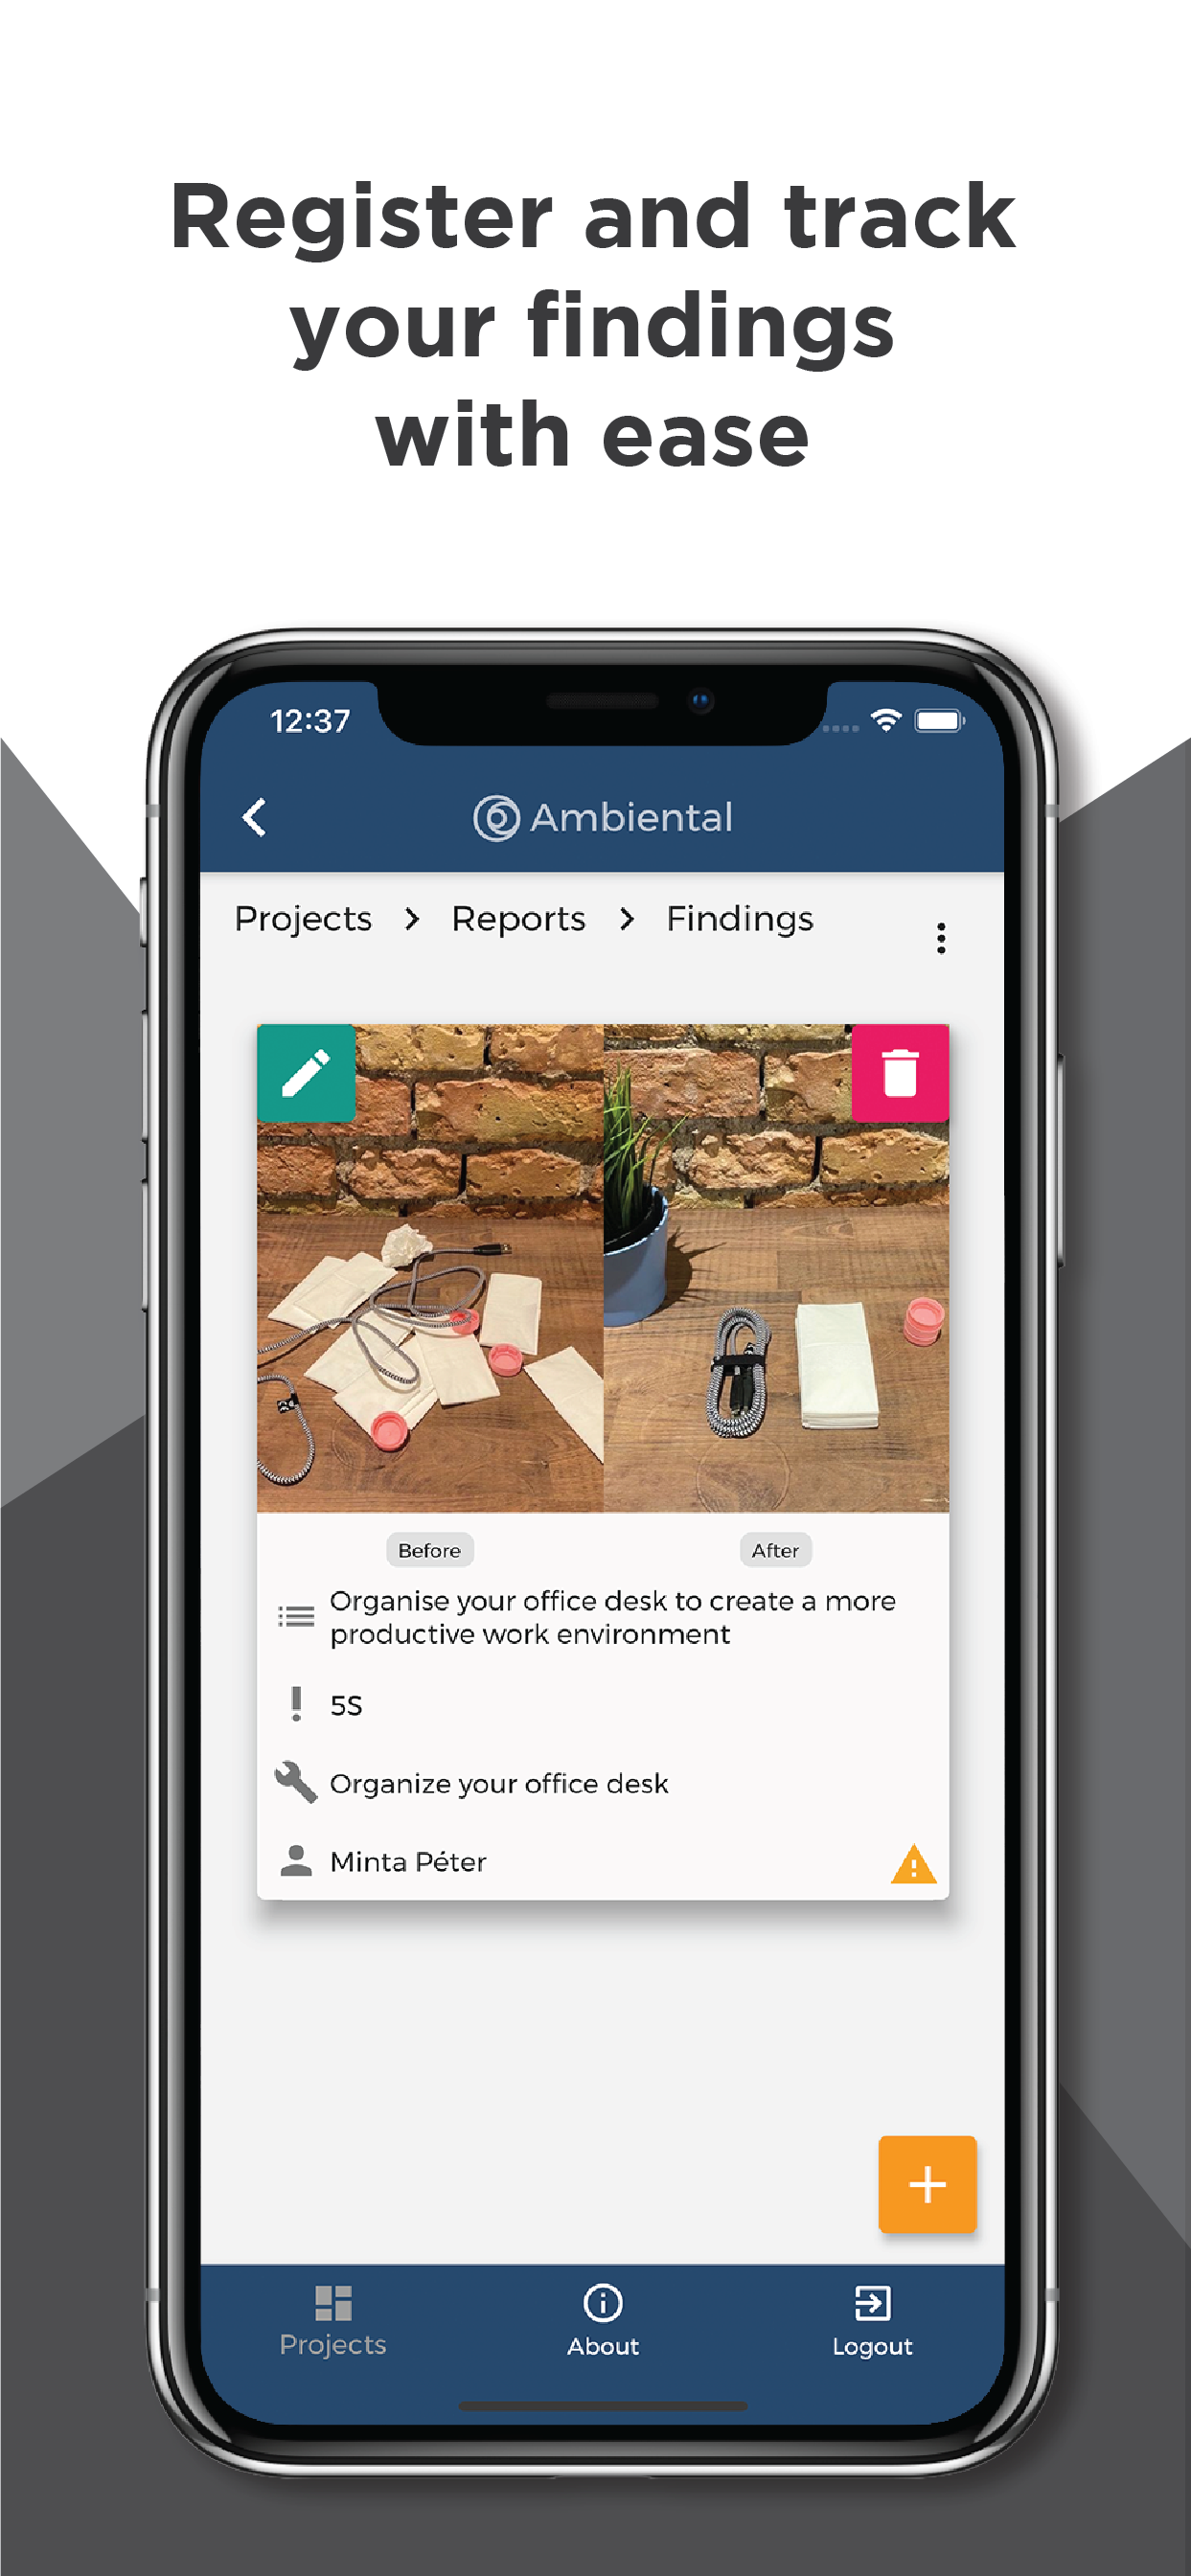 Register and track
your findings
with ease
12:37
Ambiental
Projects > Reports > Findings
Before
After
Organise your office desk to create a more
productive work environment
5S
Organize your office desk
Minta Péter
Projects
About
Logout